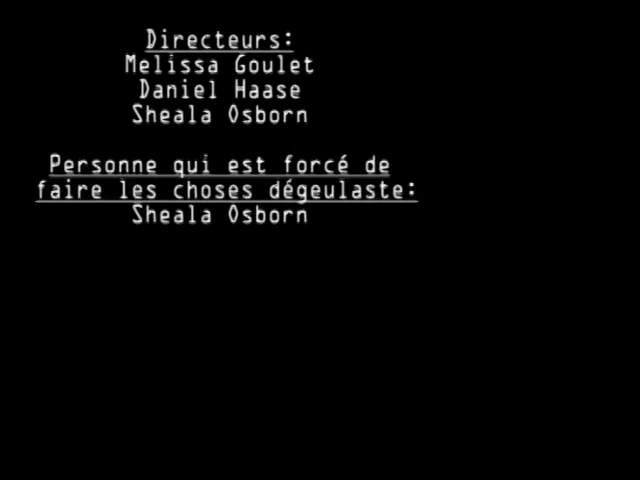 Directeurs:
Melissa Goulet
Daniel Haase
Sheala Osborn
Personne qui est forcé de
faire les choses dégeulaste:
Sheala Osborn